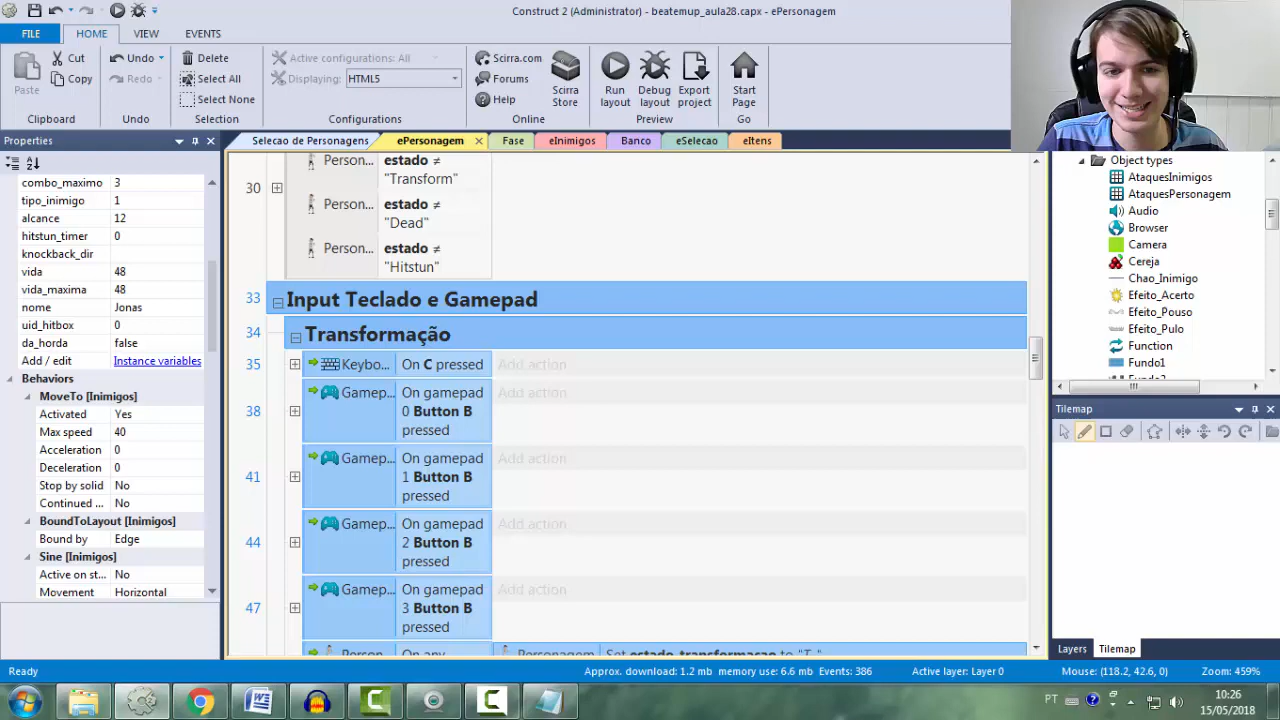 Construct 2 (Administrator) - beatemup_aula28.capx - ePersonagem
FILE HOME VIEW EVENTS
Paste Cut Copy
Clipboard
Undo
Redo
Undo
Delete
Select All
Select None
Selection
Active configurations: All
Displaying: HTML5
Configurations
Scirra.com
Forums
Help
Scirra Store
Online
Run layout
Debug layout
Export project
Preview
Start Page
Go
Properties
combo_maximo 3
tipo_inimigo 1
alcance 12
hitstun_timer 0
knockback_dir
vida 48
vida_maxima 48
nome Jonas
uid_hitbox 0
da_horda false
Add / edit Instance variables
Behaviors
MoveTo [Inimigos]
Activated Yes
Max speed 40
Acceleration 0
Deceleration 0
Stop by solid No
Continued ... No
BoundToLayout [Inimigos]
Bound by Edge
Sine [Inimigos]
Active on st... No
Movement Horizontal
Selecao de Personagens ePersonagem Fase eInimigos Banco eSelecao eItens
30
Person... estado ≠ "Transform"
Person... estado ≠ "Dead"
Person... estado ≠ "Hitstun"
33 Input Teclado e Gamepad
34 Transformação
35 Keybo... On C pressed Add action
38 Gamep... On gamepad 0 Button B pressed Add action
41 Gamep... On gamepad 1 Button B pressed Add action
44 Gamep... On gamepad 2 Button B pressed Add action
47 Gamep... On gamepad 3 Button B pressed Add action
Object types
AtaquesInimigos
AtaquesPersonagem
Audio
Browser
Camera
Cereja
Chao_Inimigo
Efeito_Acerto
Efeito_Pouso
Efeito_Pulo
Function
Fundo1
Tilemap
Layers Tilemap
Ready
Approx. download: 1.2 mb memory use: 6.6 mb Events: 386
Active layer: Layer 0
Mouse: (118.2, 42.6, 0)
Zoom: 459%
PT
10:26
15/05/2018